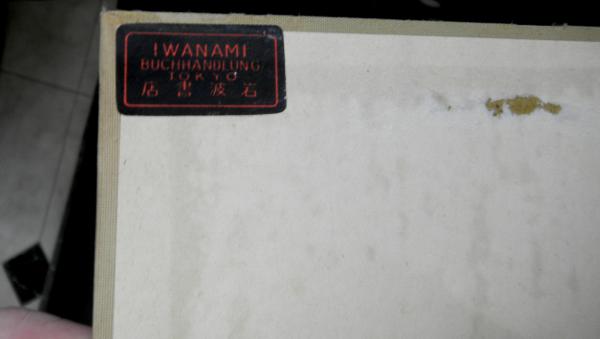 IWANAMI
BUCHHANDLUNG
TOKYO
店書波岩